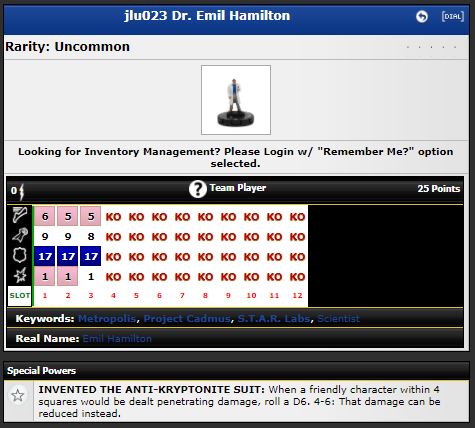 jlu023 Dr. Emil Hamilton
[DIAL]
Rarity: Uncommon
Looking for Inventory Management? Please Login w/ "Remember Me?" option
selected.
0 ? Team Player 25 Points
6 5 5 KO KO KO KO KO KO KO KO KO
9 9 8 KO KO KO KO KO KO KO KO KO
17 17 17 KO KO KO KO KO KO KO KO KO
1 1 1 KO KO KO KO KO KO KO KO KO
SLOT 1 2 3 4 5 6 7 8 9 10 11 12
Keywords: Metropolis, Project Cadmus, S.T.A.R. Labs, Scientist
Real Name: Emil Hamilton
Special Powers
INVENTED THE ANTI-KRYPTONITE SUIT: When a friendly character within 4
squares would be dealt penetrating damage, roll a D6. 4-6: That damage can
be reduced instead.